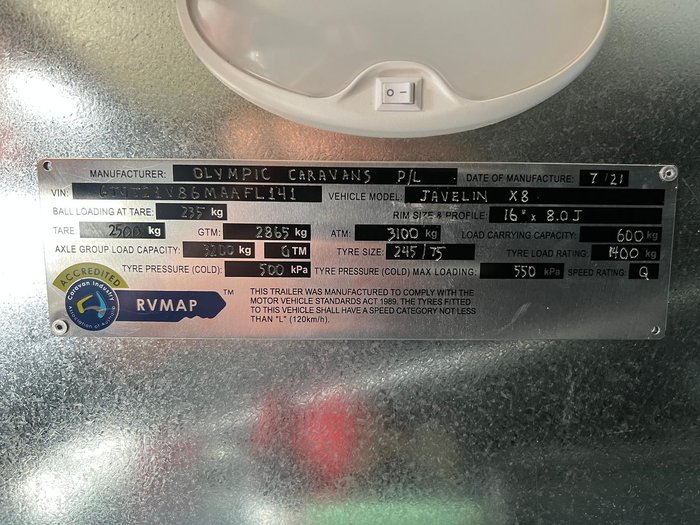 MANUFACTURER: OLYMPIC CARAVANS P/L DATE OF MANUFACTURE: 7/21
VIN: VEHICLE MODEL: JAVELIN X8
BALL LOADING AT TARE: 235 kg RIM SIZE & PROFILE: 16" x 8.0J
TARE 2500 kg GTM: 2865 kg ATM: 3100 kg LOAD CARRYING CAPACITY: 600 kg
AXLE GROUP LOAD CAPACITY: 3200 kg GTM TYRE SIZE: 245/75 TYRE LOAD RATING: 1400 kg
TYRE PRESSURE (COLD): 500 kPa TYRE PRESSURE (COLD) MAX LOADING: 550 kPa SPEED RATING: Q
ACCREDITED
Caravan Industry
Association of Australia
RVMAP ™
THIS TRAILER WAS MANUFACTURED TO COMPLY WITH THE
MOTOR VEHICLE STANDARDS ACT 1989. THE TYRES FITTED
TO THIS VEHICLE SHALL HAVE A SPEED CATEGORY NOT LESS
THAN "L" (120km/h).